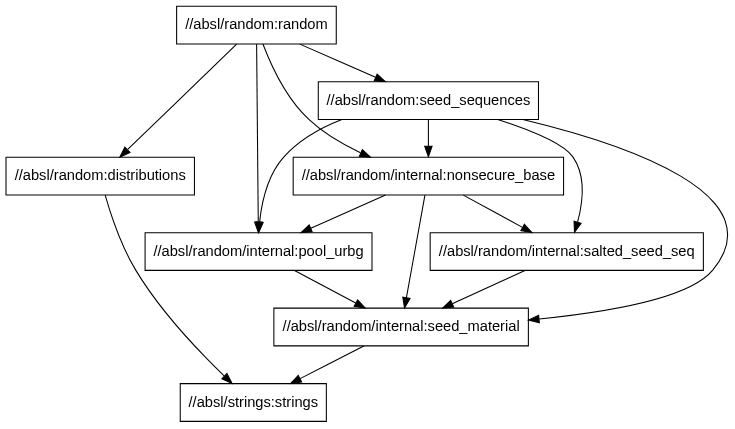 //absl/random:random
//absl/random:seed_sequences
//absl/random:distributions
//absl/random/internal:nonsecure_base
//absl/random/internal:pool_urbg
//absl/random/internal:salted_seed_seq
//absl/random/internal:seed_material
//absl/strings:strings